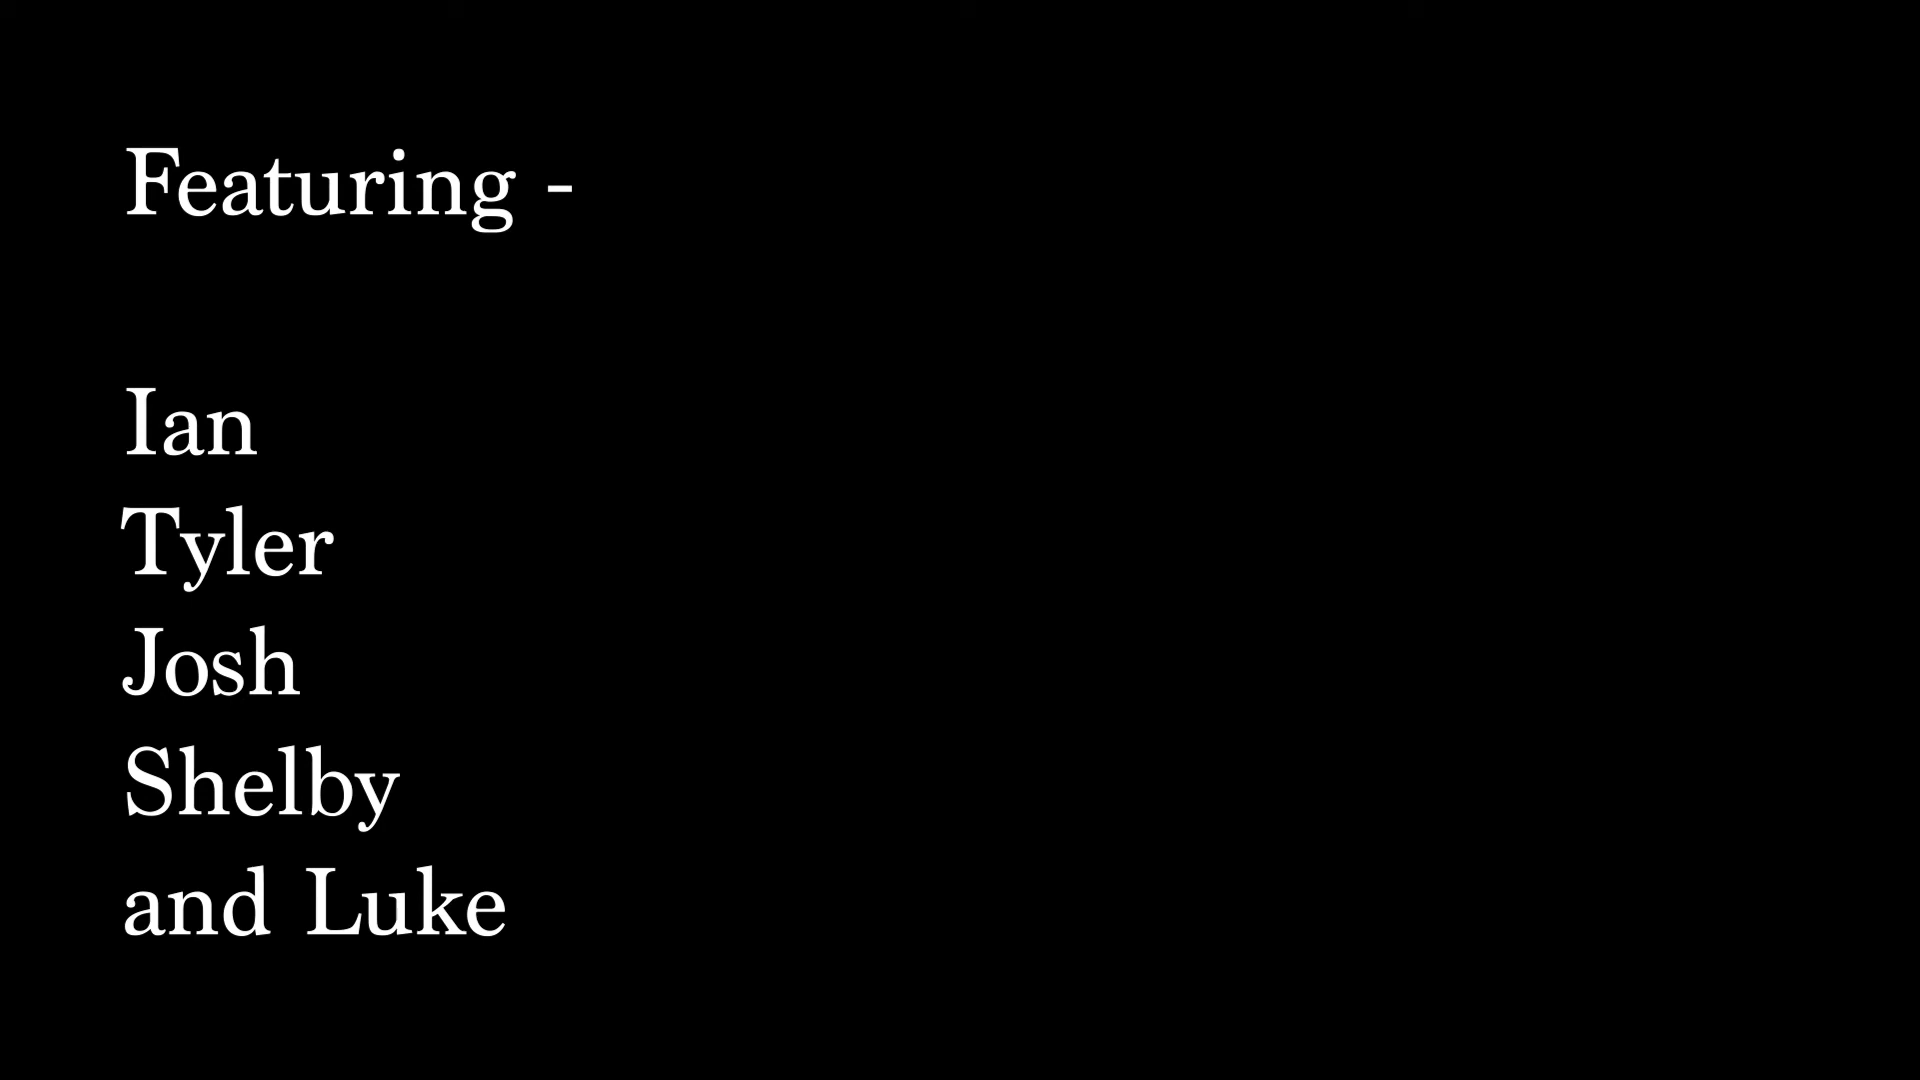 Featuring -
Ian
Tyler
Josh
Shelby
and Luke